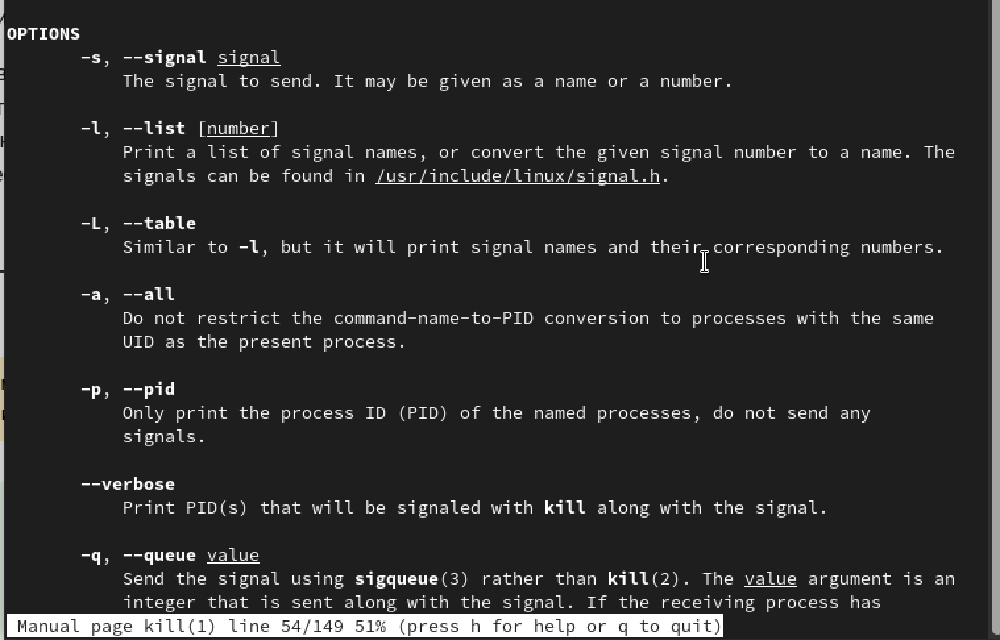 OPTIONS
-s, --signal signal
The signal to send. It may be given as a name or a number.
-l, --list [number]
Print a list of signal names, or convert the given signal number to a name. The
signals can be found in /usr/include/linux/signal.h.
-L, --table
Similar to -l, but it will print signal names and their corresponding numbers.
-a, --all
Do not restrict the command-name-to-PID conversion to processes with the same
UID as the present process.
-p, --pid
Only print the process ID (PID) of the named processes, do not send any
signals.
--verbose
Print PID(s) that will be signaled with kill along with the signal.
-q, --queue value
Send the signal using sigqueue(3) rather than kill(2). The value argument is an
integer that is sent along with the signal. If the receiving process has
Manual page kill(1) line 54/149 51% (press h for help or q to quit)